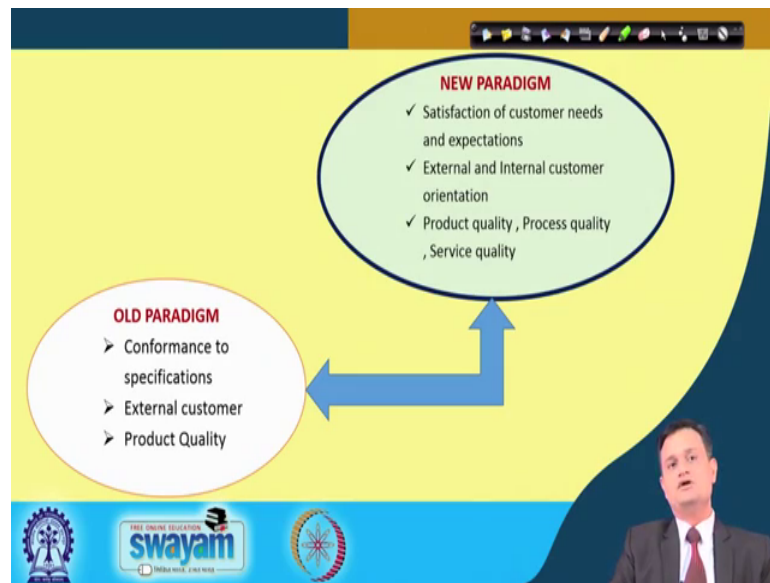 NEW PARADIGM
✓ Satisfaction of customer needs
and expectations
✓ External and Internal customer
orientation
✓ Product quality , Process quality
, Service quality
OLD PARADIGM
➢ Conformance to
specifications
➢ External customer
➢ Product Quality
FREE ONLINE EDUCATION
swayam